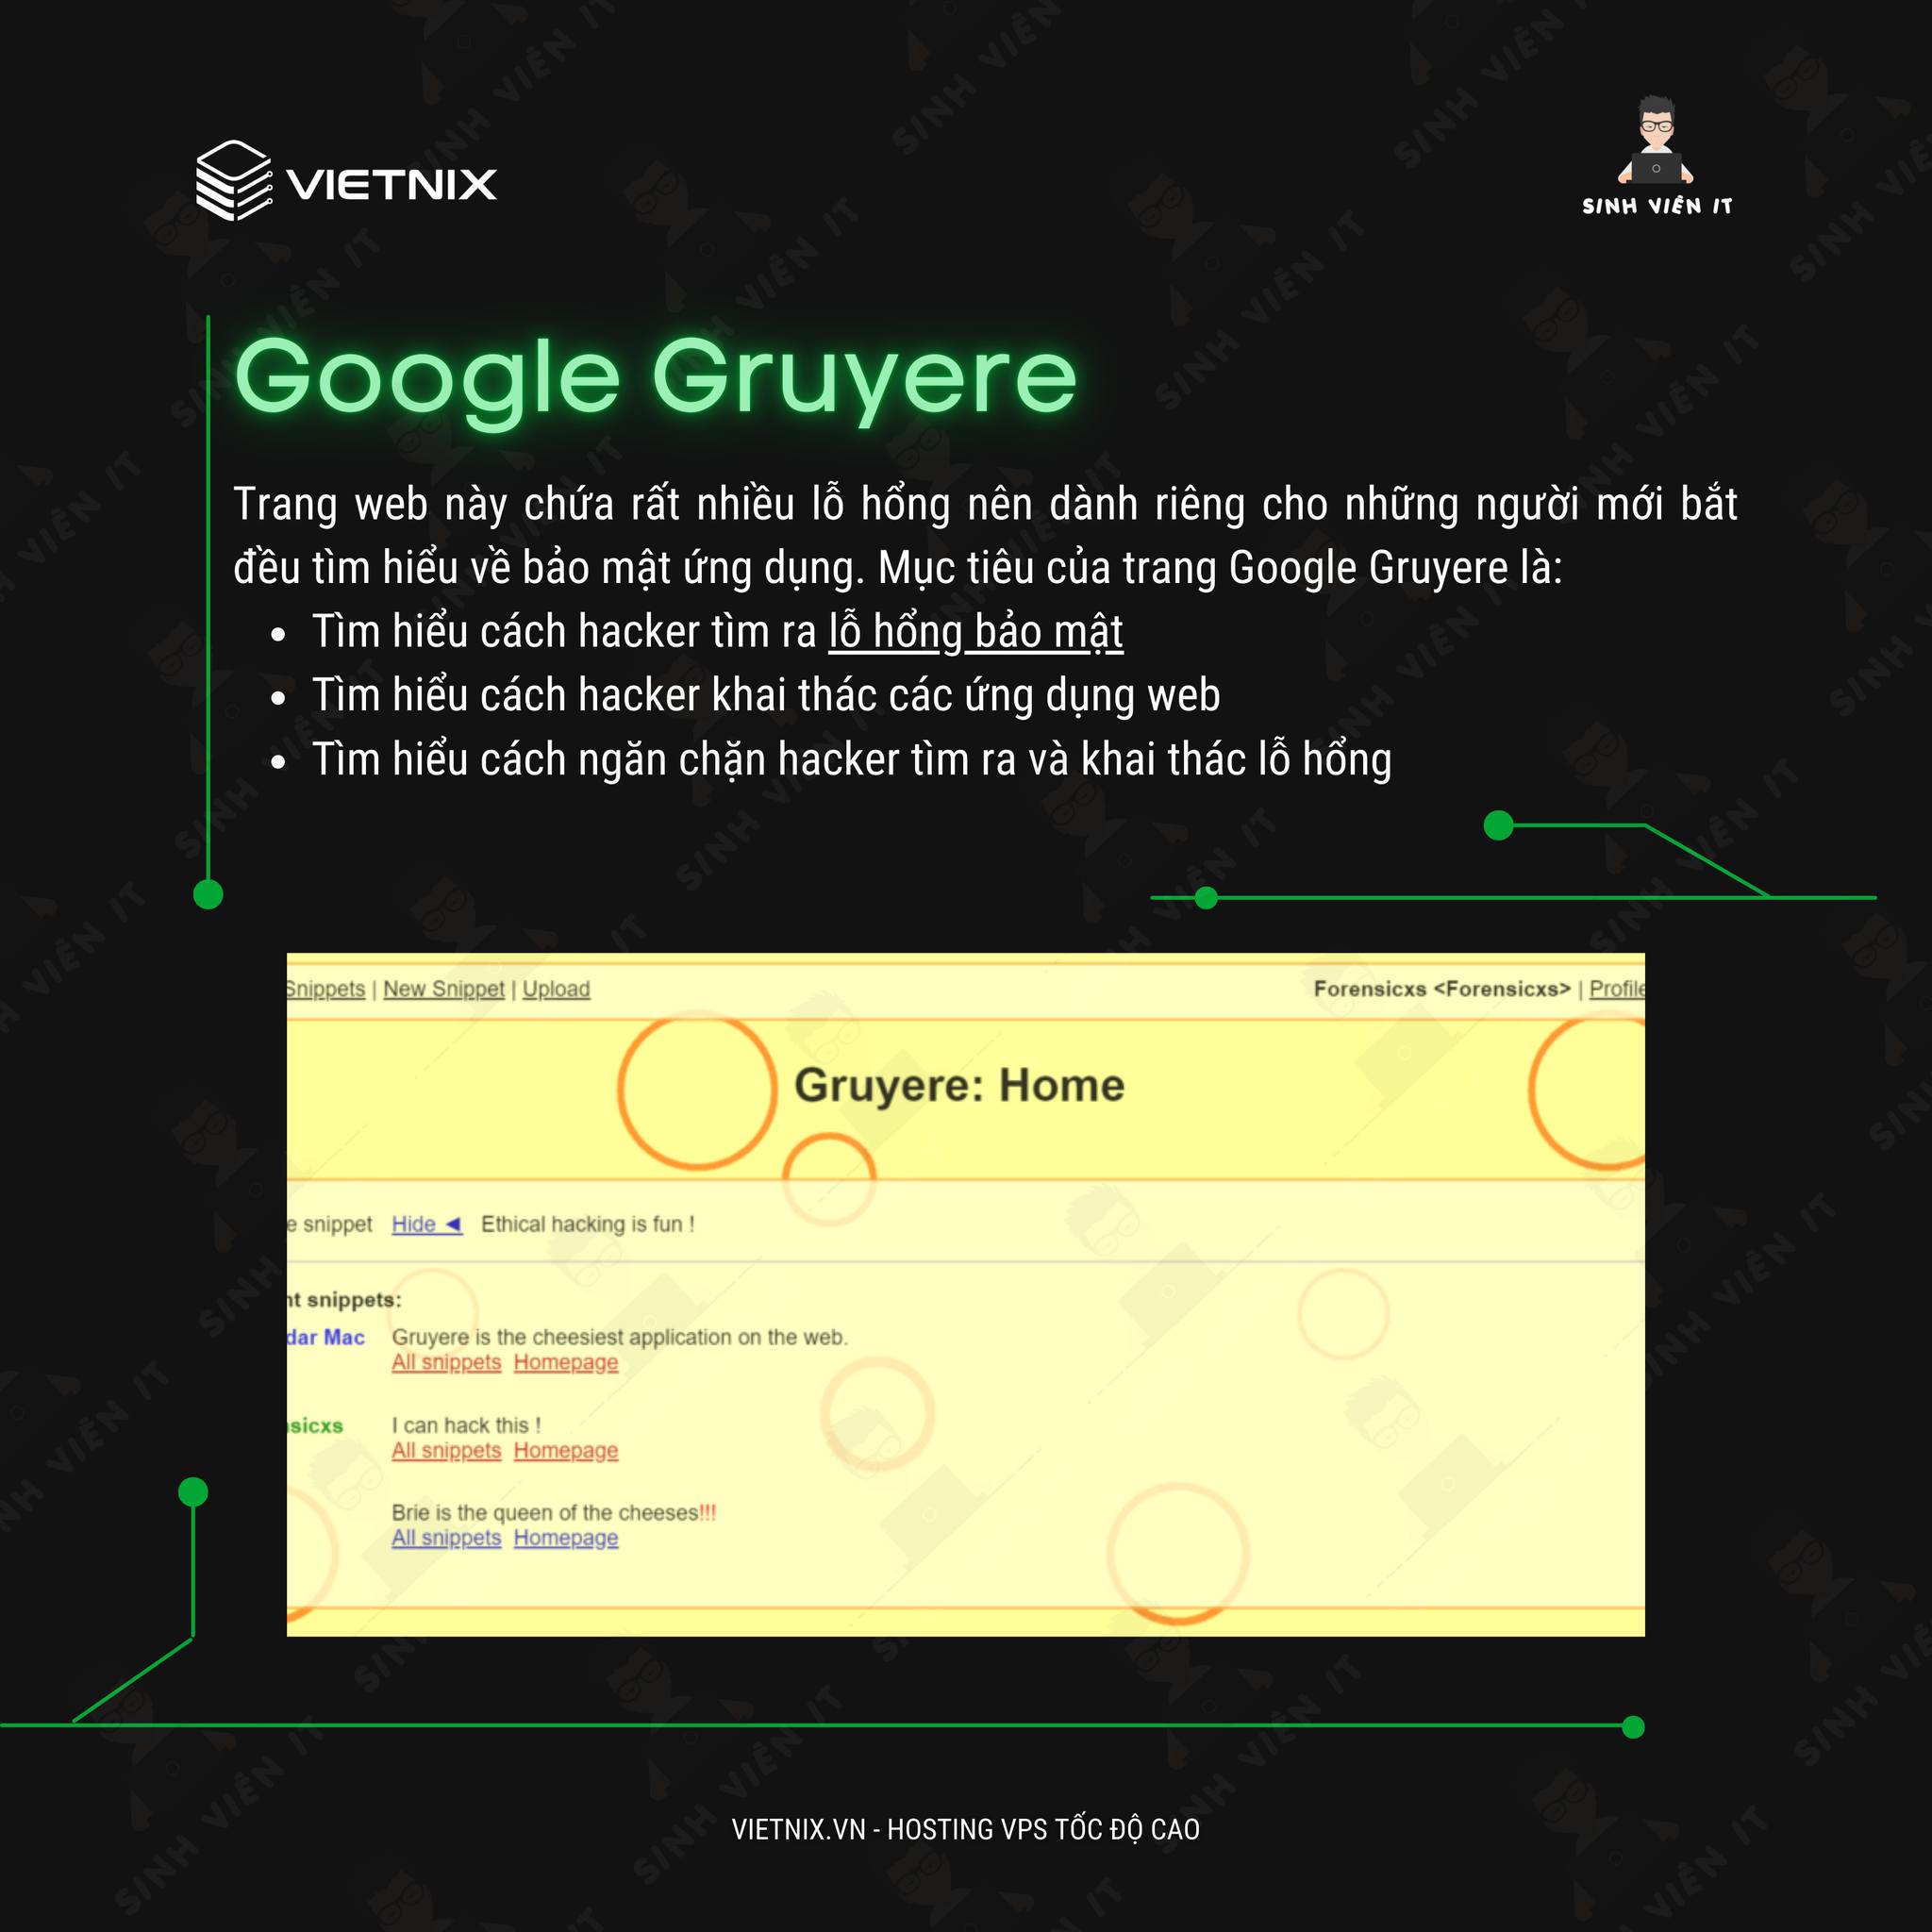 VIETNIX
SINH VIÊN IT
Google Gruyere
Trang web này chứa rất nhiều lỗ hổng nên dành riêng cho những người mới bắt
đều tìm hiểu về bảo mật ứng dụng. Mục tiêu của trang Google Gruyere là:
• Tìm hiểu cách hacker tìm ra lỗ hổng bảo mật
• Tìm hiểu cách hacker khai thác các ứng dụng web
• Tìm hiểu cách ngăn chặn hacker tìm ra và khai thác lỗ hổng
Snippets | New Snippet | Upload
Forensicxs <Forensicxs> | Profile
Gruyere: Home
e snippet Hide ◄ Ethical hacking is fun !
nt snippets:
dar Mac Gruyere is the cheesiest application on the web.
All snippets Homepage
sicxs I can hack this !
All snippets Homepage
Brie is the queen of the cheeses!!!
All snippets Homepage
VIETNIX.VN - HOSTING VPS TỐC ĐỘ CAO